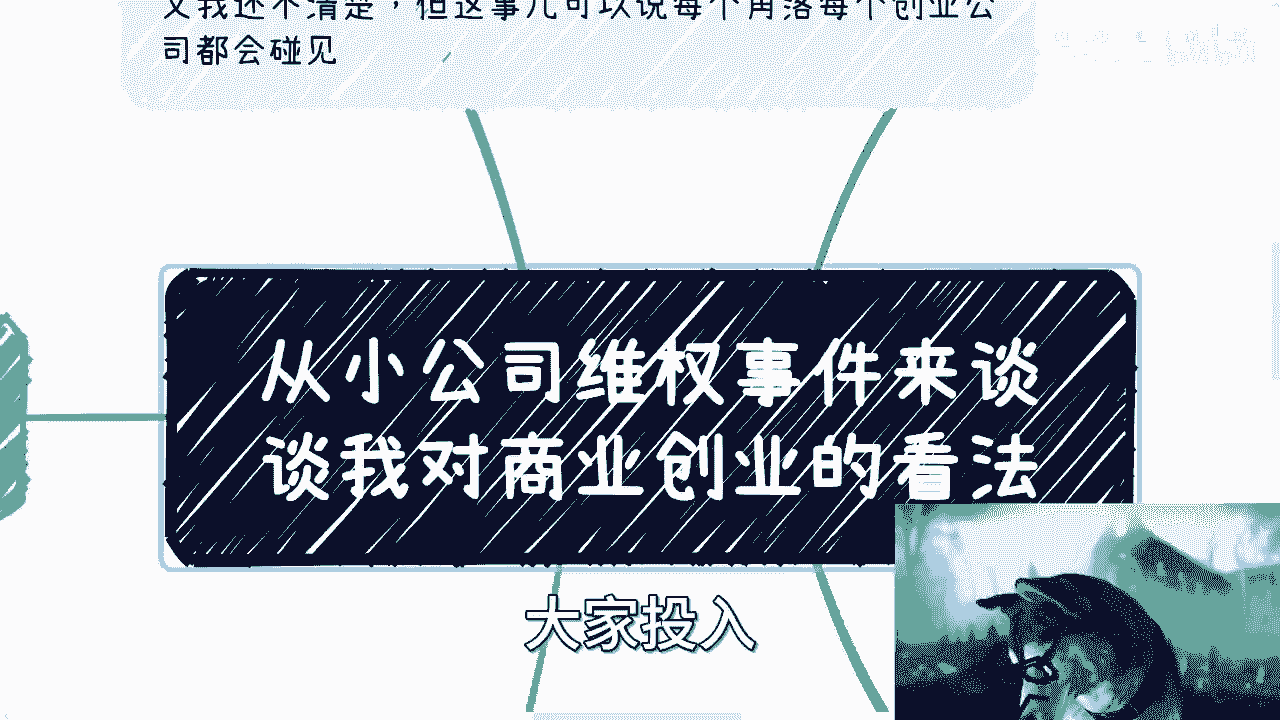 文我还不清楚，但这事儿可以说每个角落每个创业公
司都会碰见
从小公司维权事件来谈
谈我对商业创业的看法
大家投入